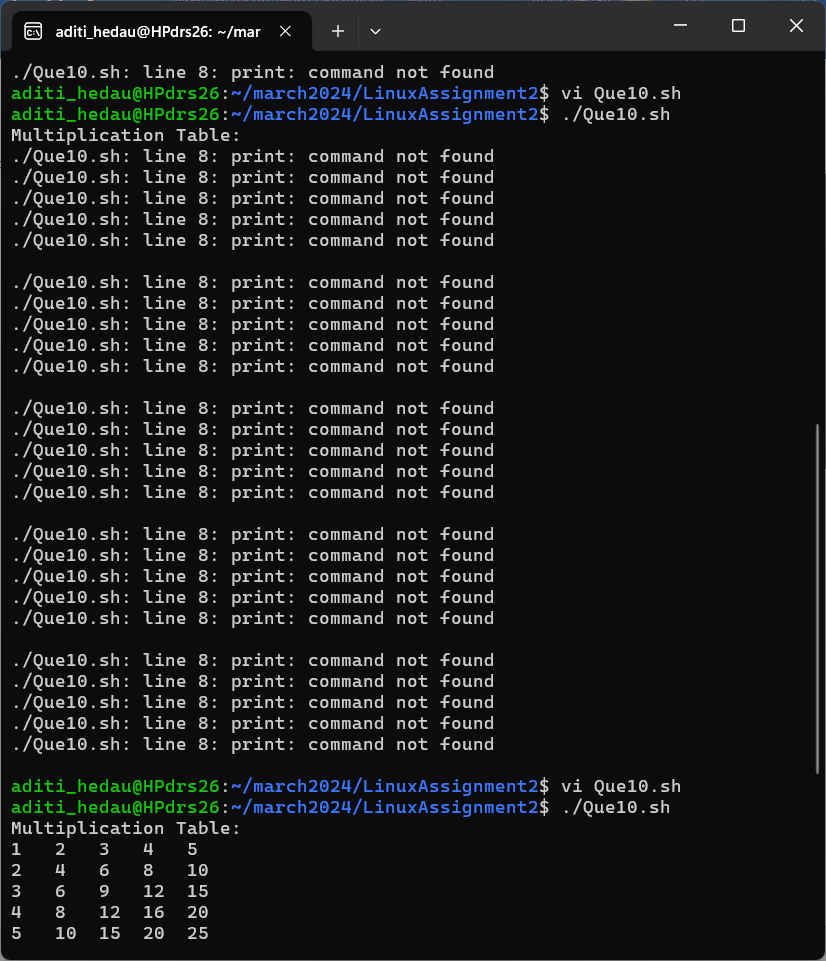 aditi_hedau@HPdrs26: ~/mar
./Que10.sh: line 8: print: command not found
aditi_hedau@HPdrs26:~/march2024/LinuxAssignment2$ vi Que10.sh
aditi_hedau@HPdrs26:~/march2024/LinuxAssignment2$ ./Que10.sh
Multiplication Table:
./Que10.sh: line 8: print: command not found
./Que10.sh: line 8: print: command not found
./Que10.sh: line 8: print: command not found
./Que10.sh: line 8: print: command not found
./Que10.sh: line 8: print: command not found

./Que10.sh: line 8: print: command not found
./Que10.sh: line 8: print: command not found
./Que10.sh: line 8: print: command not found
./Que10.sh: line 8: print: command not found
./Que10.sh: line 8: print: command not found

./Que10.sh: line 8: print: command not found
./Que10.sh: line 8: print: command not found
./Que10.sh: line 8: print: command not found
./Que10.sh: line 8: print: command not found
./Que10.sh: line 8: print: command not found

./Que10.sh: line 8: print: command not found
./Que10.sh: line 8: print: command not found
./Que10.sh: line 8: print: command not found
./Que10.sh: line 8: print: command not found
./Que10.sh: line 8: print: command not found

./Que10.sh: line 8: print: command not found
./Que10.sh: line 8: print: command not found
./Que10.sh: line 8: print: command not found
./Que10.sh: line 8: print: command not found
./Que10.sh: line 8: print: command not found

aditi_hedau@HPdrs26:~/march2024/LinuxAssignment2$ vi Que10.sh
aditi_hedau@HPdrs26:~/march2024/LinuxAssignment2$ ./Que10.sh
Multiplication Table:
1   2   3   4   5
2   4   6   8   10
3   6   9   12  15
4   8   12  16  20
5   10  15  20  25